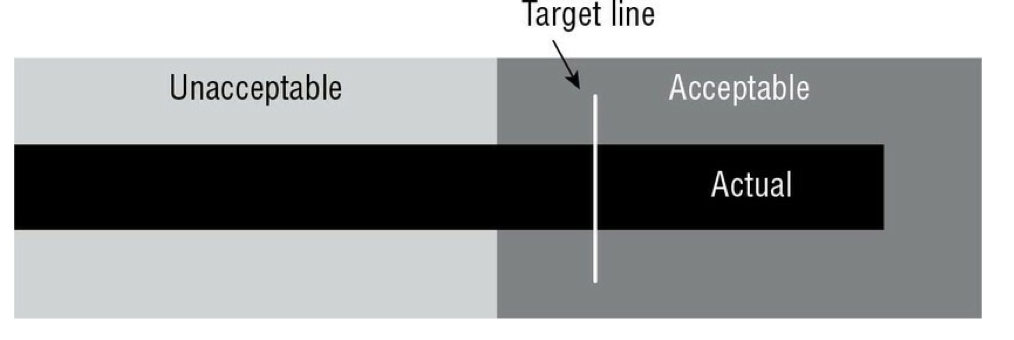 Target line
Unacceptable
Acceptable
Actual